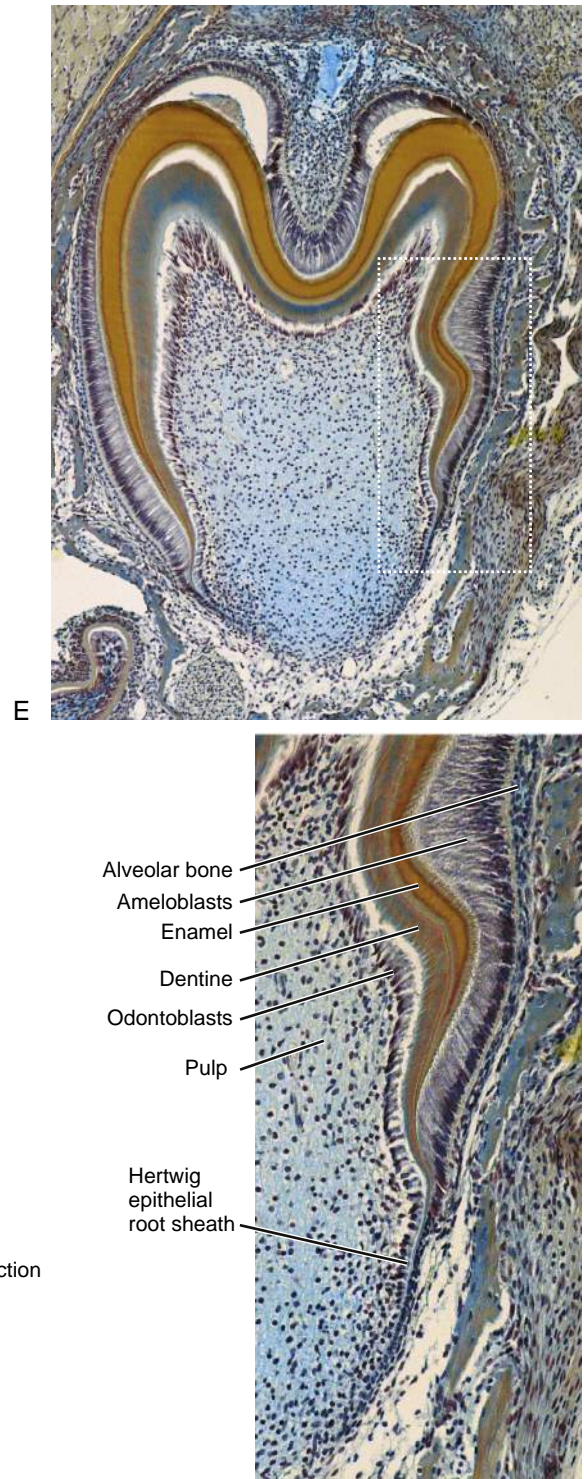 E
Alveolar bone
Ameloblasts
Enamel
Dentine
Odontoblasts
Pulp
Hertwig
epithelial
root sheath
ction